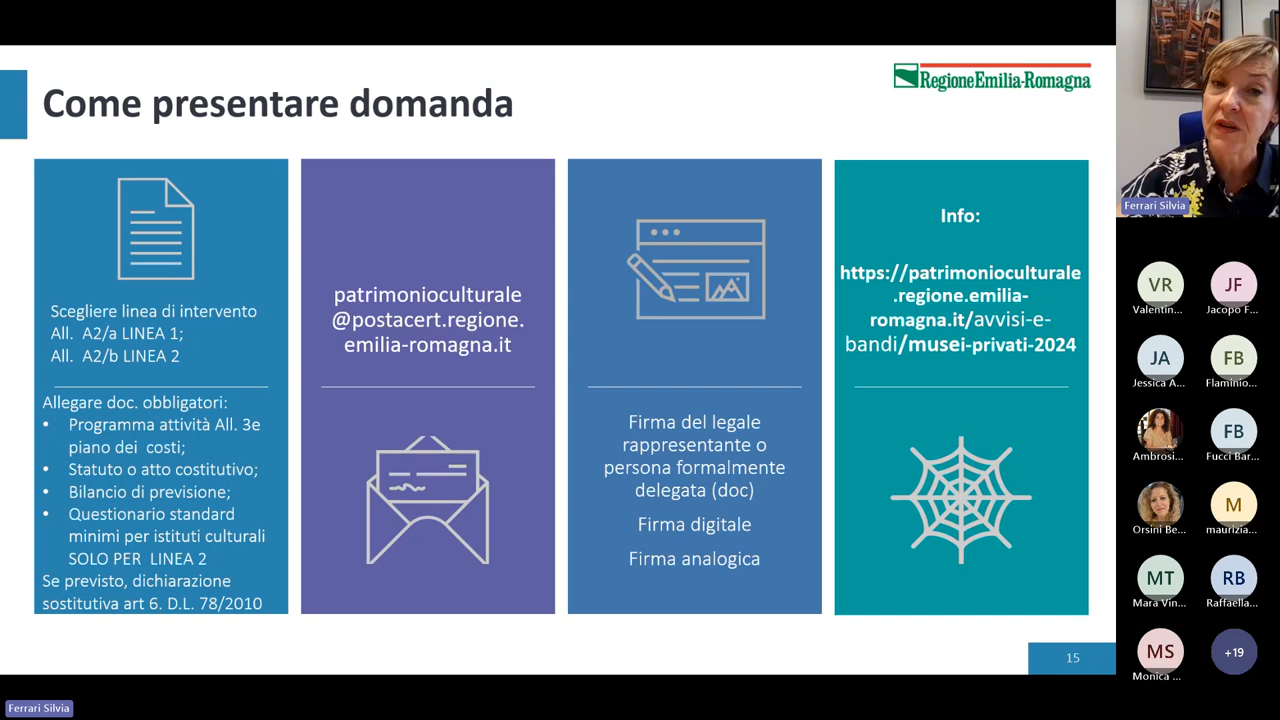 Come presentare domanda
RegioneEmilia-Romagna
Scegliere linea di intervento
All. A2/a LINEA 1;
All. A2/b LINEA 2
Allegare doc. obbligatori:
• Programma attività All. 3e
piano dei costi;
• Statuto o atto costitutivo;
• Bilancio di previsione;
• Questionario standard
minimi per istituti culturali
SOLO PER LINEA 2
Se previsto, dichiarazione
sostitutiva art 6. D.L. 78/2010
patrimonioculturale
@postacert.regione.
emilia-romagna.it
Firma del legale
rappresentante o
persona formalmente
delegata (doc)
Firma digitale
Firma analogica
Info:
https://patrimonioculturale
.regione.emilia-
romagna.it/avvisi-e-
bandi/musei-privati-2024
15
Ferrari Silvia
VR
JF
Valentin...
Jacopo F...
JA
FB
Jessica A...
Flaminio...
FB
Ambrosi...
Fucci Bar...
M
Orsini Be...
maurizia...
MT
RB
Mara Vin...
Raffaella...
MS
+19
Monica ...
Ferrari Silvia